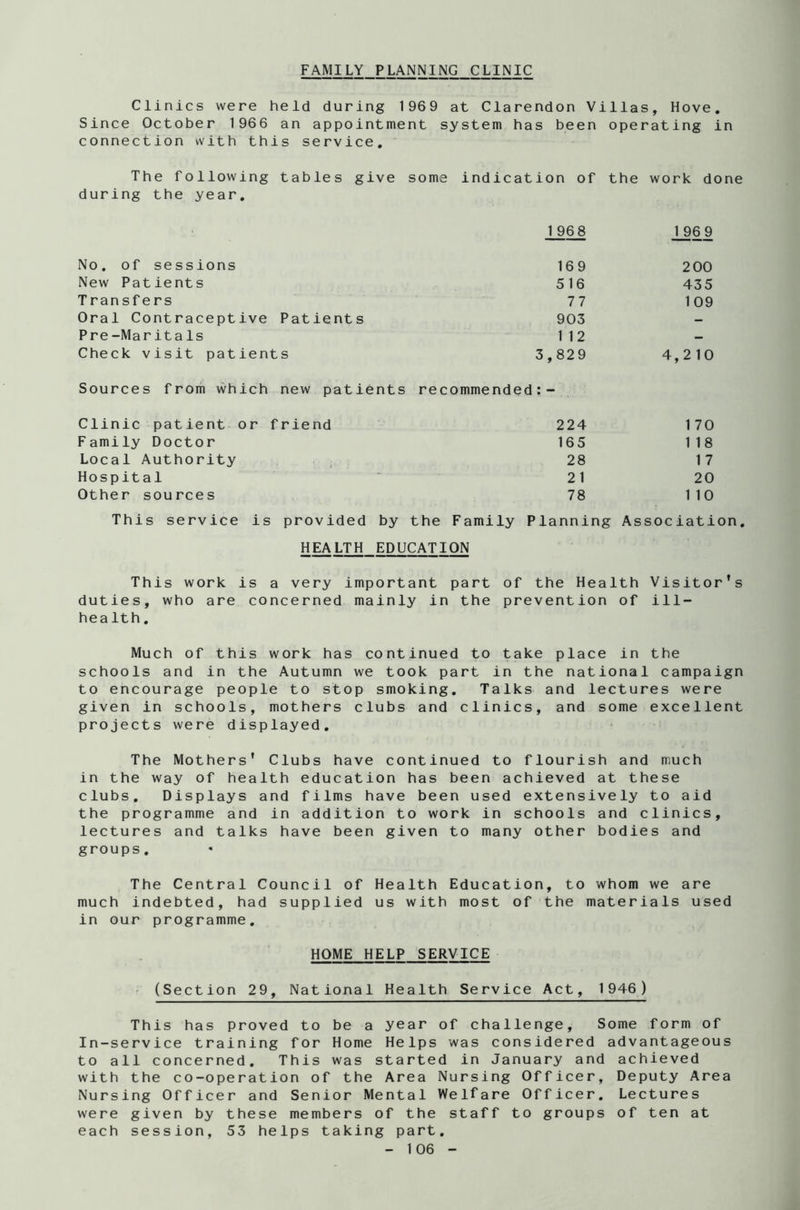 FAMILY PLANNING CLINIC
Clinics were held during 1969 at Clarendon Villas, Hove.
Since October 1966 an appointment system has been operating in
connection with this service.
The following tables give some indication of the work done
during the year.
1968 1969
No. of sessions 169 200
New Patients 516 435
Transfers 77 109
Oral Contraceptive Patients 903 -
Pre-Maritals 112 -
Check visit patients 3,829 4,210
Sources from which new patients recommended:-
Clinic patient or friend 224 170
Family Doctor 165 118
Local Authority 28 17
Hospital 21 20
Other sources 78 110
This service is provided by the Family Planning Association.
HEALTH EDUCATION
This work is a very important part of the Health Visitor's
duties, who are concerned mainly in the prevention of ill-
health.
Much of this work has continued to take place in the
schools and in the Autumn we took part in the national campaign
to encourage people to stop smoking. Talks and lectures were
given in schools, mothers clubs and clinics, and some excellent
projects were displayed.
The Mothers' Clubs have continued to flourish and much
in the way of health education has been achieved at these
clubs. Displays and films have been used extensively to aid
the programme and in addition to work in schools and clinics,
lectures and talks have been given to many other bodies and
groups.
The Central Council of Health Education, to whom we are
much indebted, had supplied us with most of the materials used
in our programme.
HOME HELP SERVICE
(Section 29, National Health Service Act, 1946)
This has proved to be a year of challenge, Some form of
In-service training for Home Helps was considered advantageous
to all concerned. This was started in January and achieved
with the co-operation of the Area Nursing Officer, Deputy Area
Nursing Officer and Senior Mental Welfare Officer. Lectures
were given by these members of the staff to groups of ten at
each session, 53 helps taking part.
- 106 -